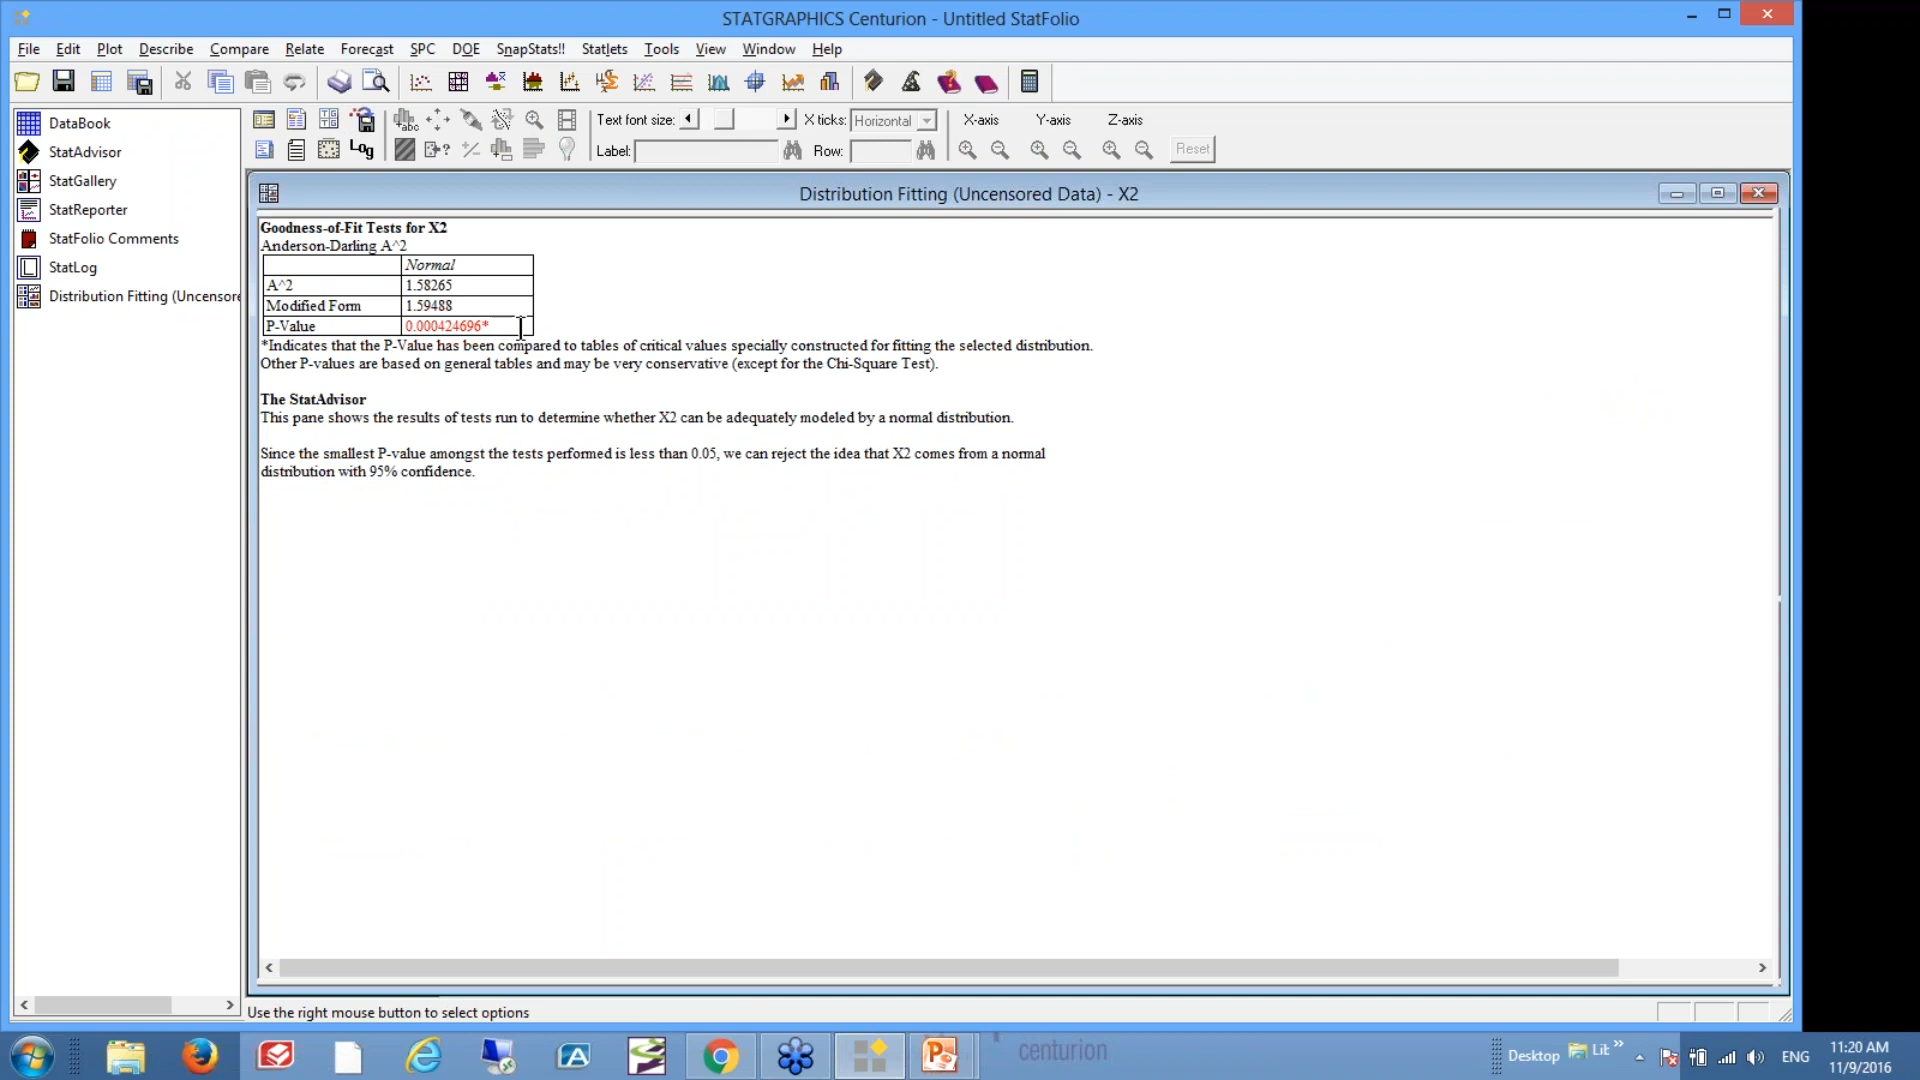 STATGRAPHICS Centurion - Untitled StatFolio
File Edit Plot Describe Compare Relate Forecast SPC DOE SnapStats!! Statlets Tools View Window Help
DataBook
StatAdvisor
StatGallery
StatReporter
StatFolio Comments
StatLog
Distribution Fitting (Uncensore
Text font size: X ticks: Horizontal X-axis Y-axis Z-axis
Log Label: Row: Reset
Distribution Fitting (Uncensored Data) - X2
Goodness-of-Fit Tests for X2
Anderson-Darling A^2
Normal
A^2 1.58265
Modified Form 1.59488
P-Value 0.000424696*
*Indicates that the P-Value has been compared to tables of critical values specially constructed for fitting the selected distribution.
Other P-values are based on general tables and may be very conservative (except for the Chi-Square Test).
The StatAdvisor
This pane shows the results of tests run to determine whether X2 can be adequately modeled by a normal distribution.
Since the smallest P-value amongst the tests performed is less than 0.05, we can reject the idea that X2 comes from a normal
distribution with 95% confidence.
Use the right mouse button to select options
centurion
Desktop Lib » ENG 11:20 AM
11/9/2016